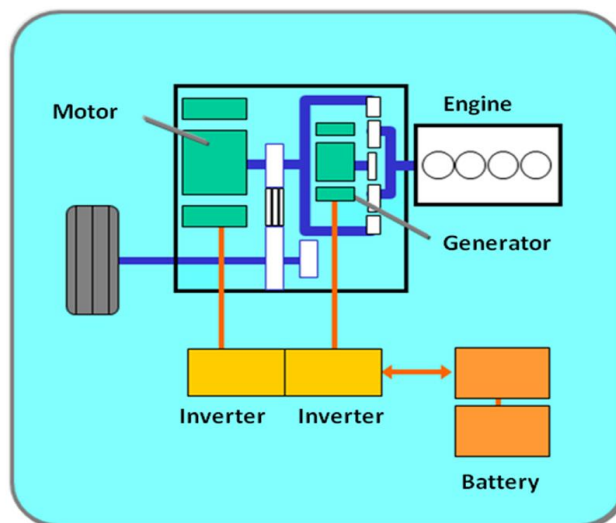 Motor
Engine
Generator
Inverter
Inverter
Battery